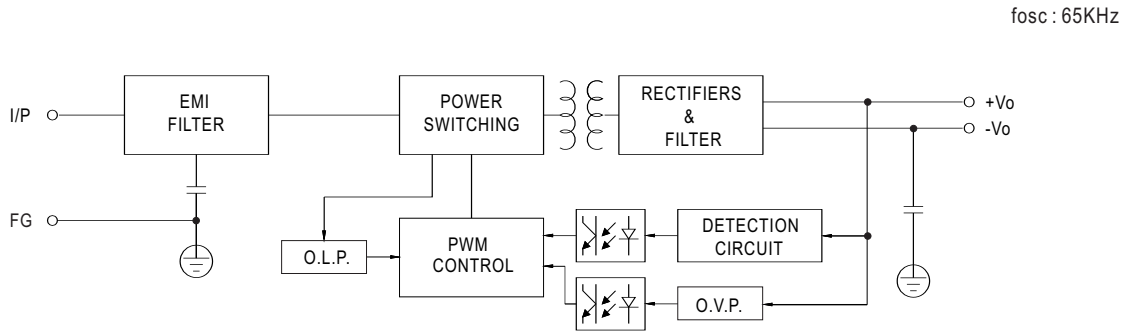 fosc : 65KHz
I/P
EMI
FILTER
POWER
SWITCHING
RECTIFIERS
&
FILTER
+Vo
-Vo
FG
O.L.P.
PWM
CONTROL
DETECTION
CIRCUIT
O.V.P.